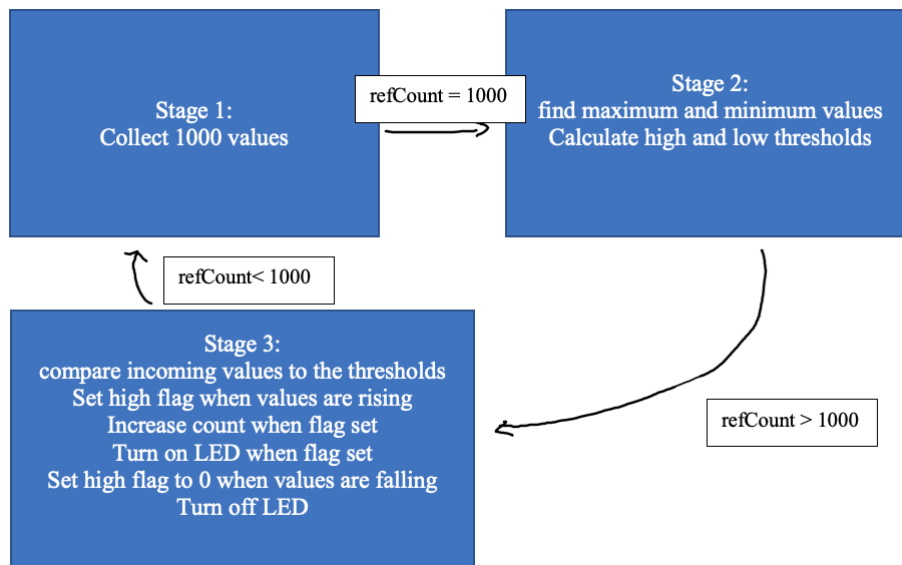 Stage 1:
Collect 1000 values
refCount = 1000
Stage 2:
find maximum and minimum values
Calculate high and low thresholds
refCount< 1000
Stage 3:
compare incoming values to the thresholds
Set high flag when values are rising
Increase count when flag set
Turn on LED when flag set
Set high flag to 0 when values are falling
Turn off LED
refCount > 1000